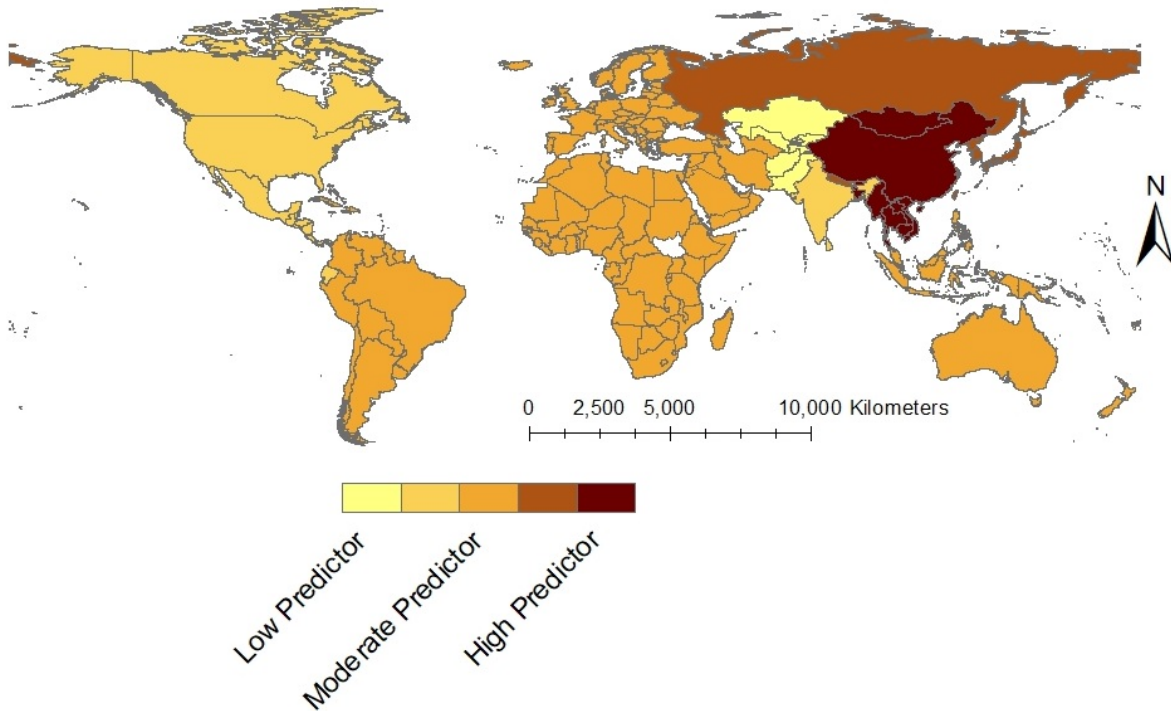 N
0 2,500 5,000 10,000 Kilometers
Low Predictor
Moderate Predictor
High Predictor